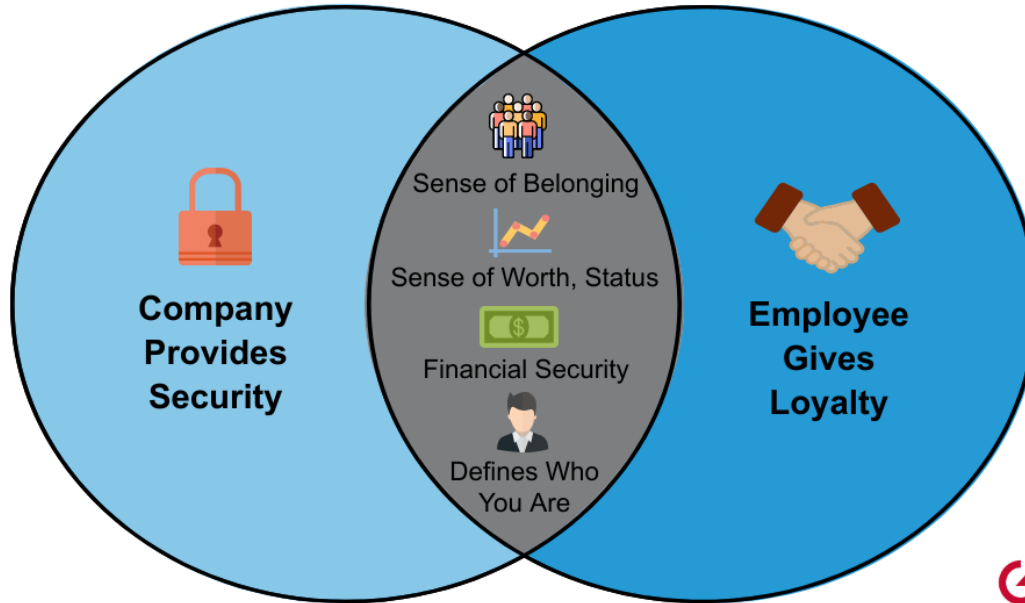 Company
Provides
Security
Sense of Belonging
Sense of Worth, Status
$
Financial Security
Defines Who
You Are
Employee
Gives
Loyalty